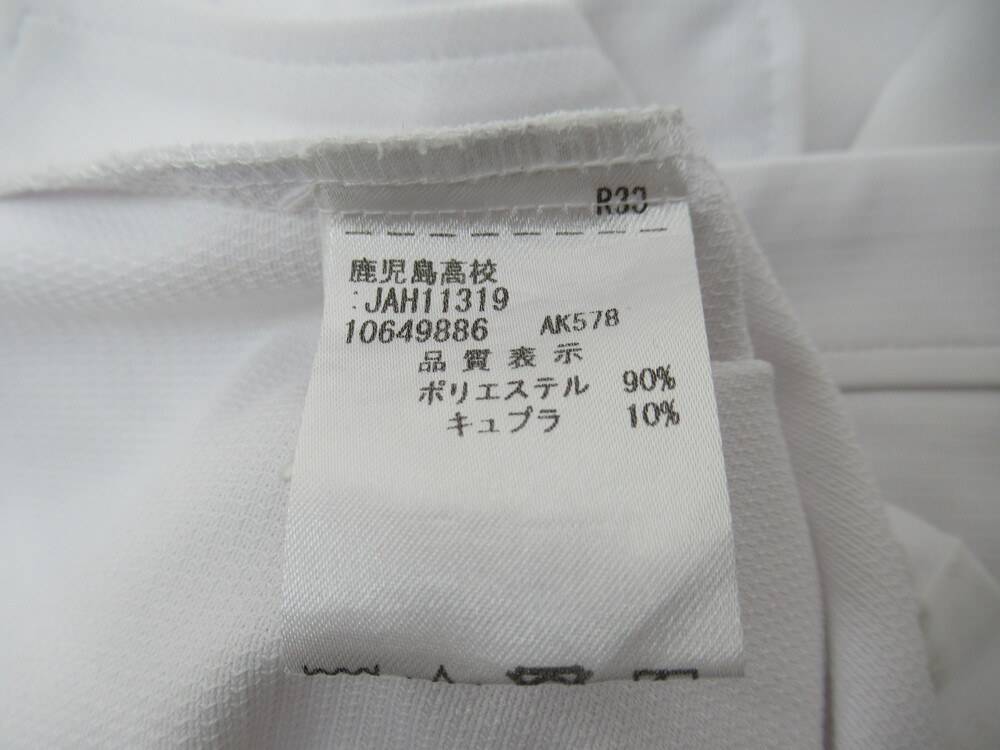 R33
鹿児島高校
:JAH11319
10649886 AK578
品質表示
ポリエステル 90%
キュプラ 10%